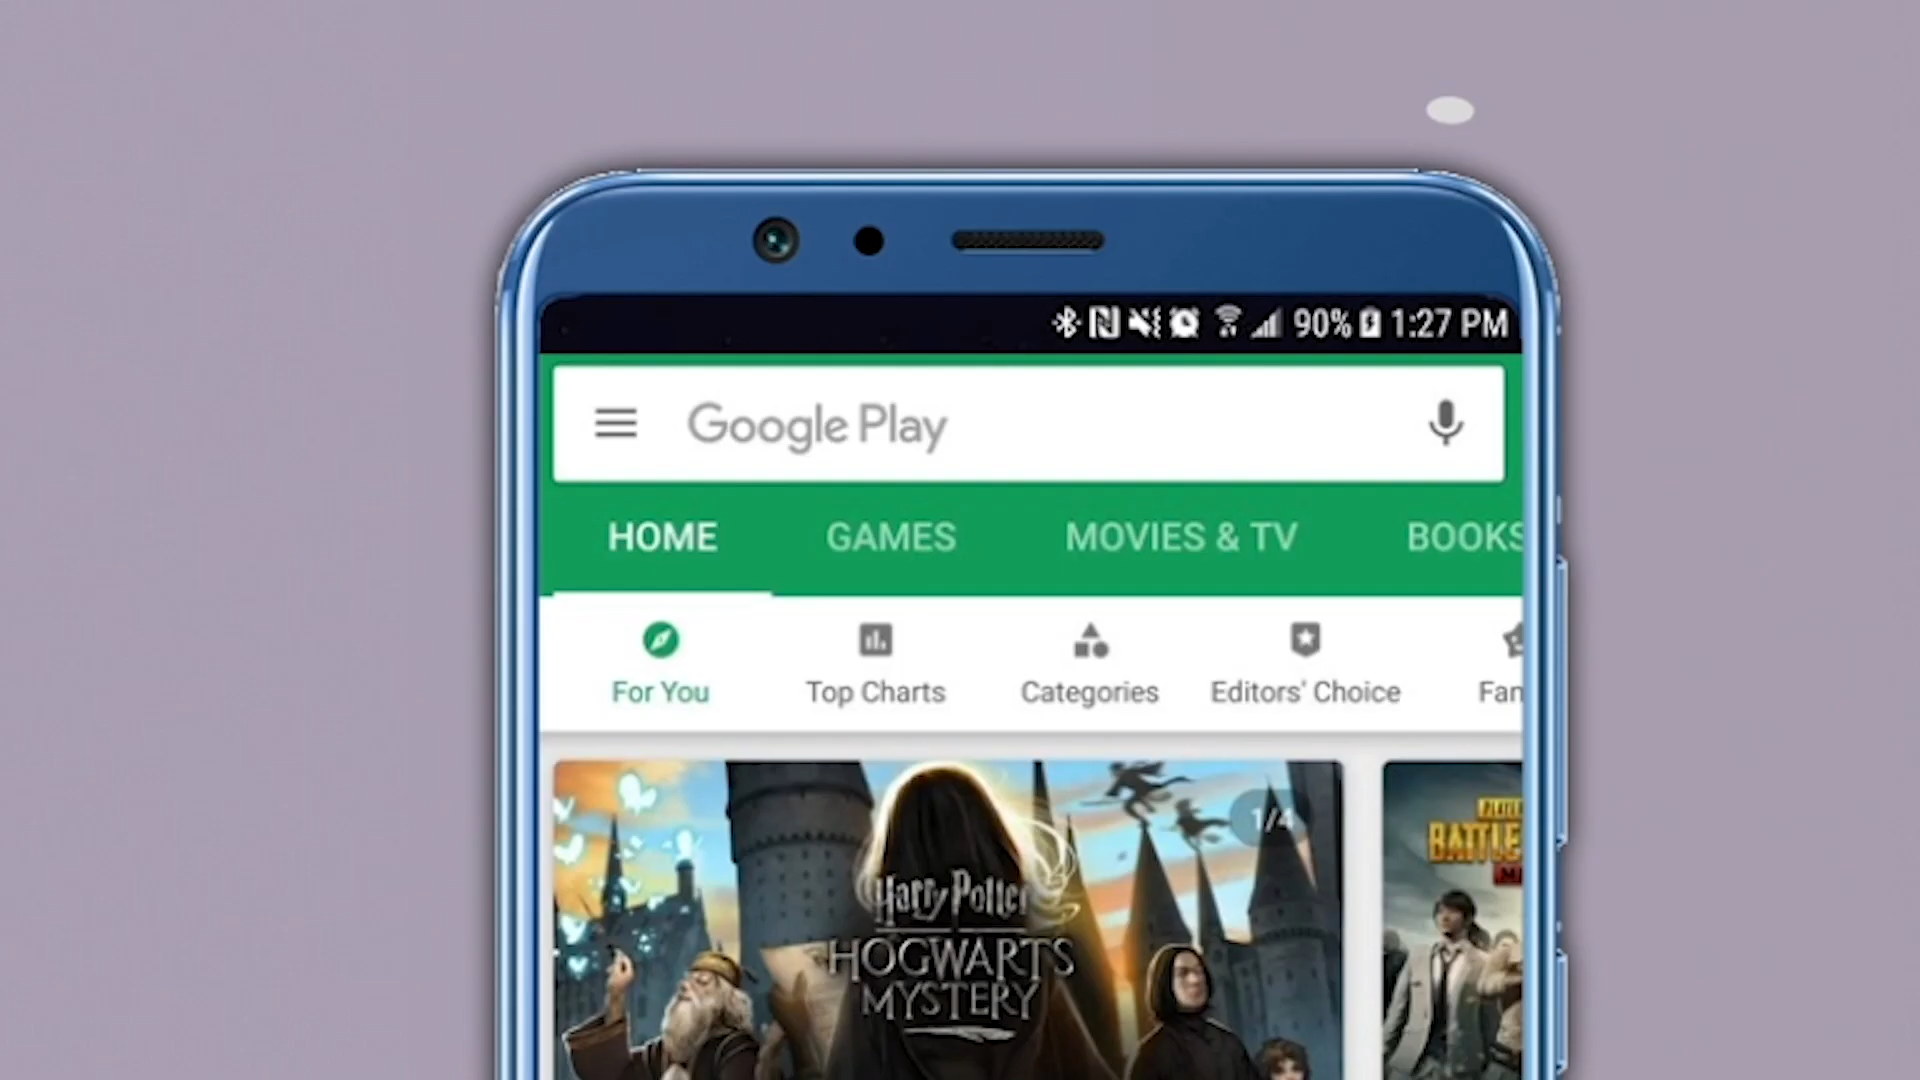 90% 1:27 PM
Google Play
HOME GAMES MOVIES & TV BOOKS
For You Top Charts Categories Editors' Choice Fan
1/4
Harry Potter
HOGWARTS
MYSTERY
BATTLE